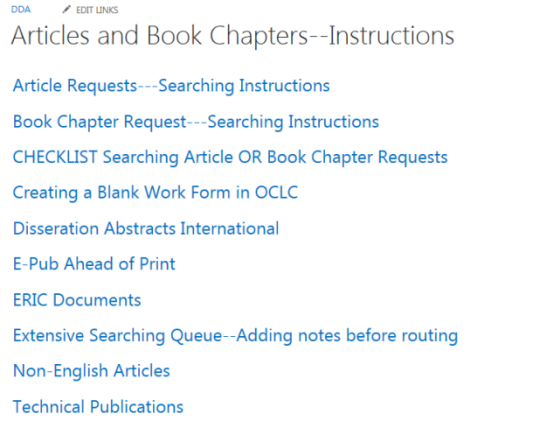 DDA EDIT LINKS
Articles and Book Chapters--Instructions
Article Requests---Searching Instructions
Book Chapter Request---Searching Instructions
CHECKLIST Searching Article OR Book Chapter Requests
Creating a Blank Work Form in OCLC
Disseration Abstracts International
E-Pub Ahead of Print
ERIC Documents
Extensive Searching Queue--Adding notes before routing
Non-English Articles
Technical Publications